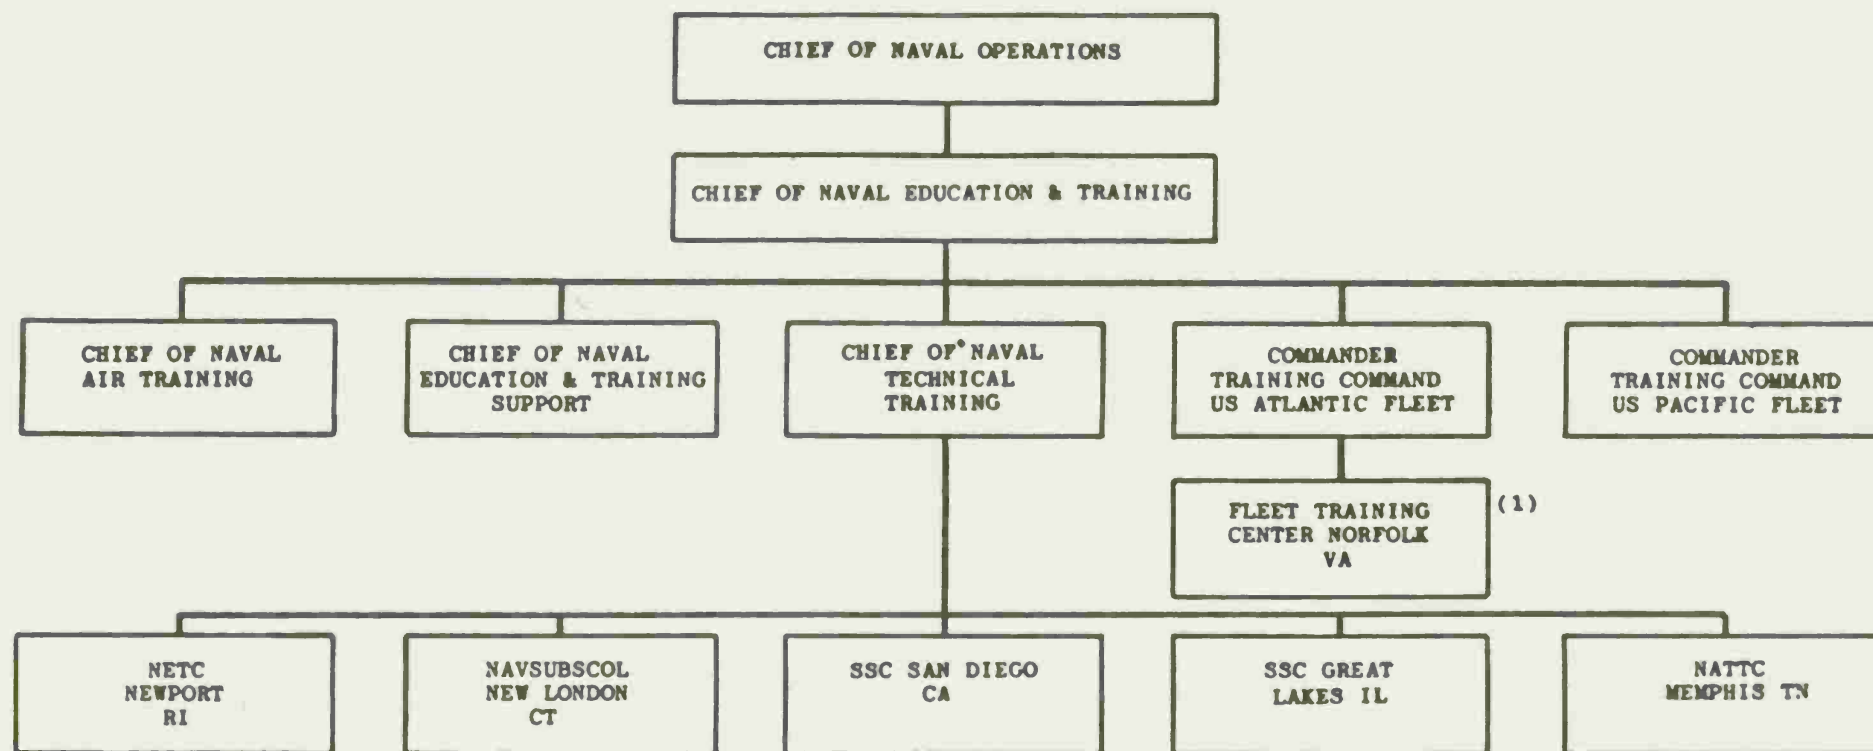 CHIEF OF NAVAL OPERATIONS
CHIEF OF NAVAL EDUCATION & TRAINING
CHIEF OF NAVAL
AIR TRAINING
CHIEF OF NAVAL
EDUCATION & TRAINING
SUPPORT
CHIEF OF NAVAL
TECHNICAL
TRAINING
COMMANDER
TRAINING COMMAND
US ATLANTIC FLEET
COMMANDER
TRAINING COMMAND
US PACIFIC FLEET
FLEET TRAINING
CENTER NORFOLK
VA
(1)
NETC
NEWPORT
RI
NAVSUBSCOL
NEW LONDON
CT
SSC SAN DIEGO
CA
SSC GREAT
LAKES IL
NATTC
MEMPHIS TN